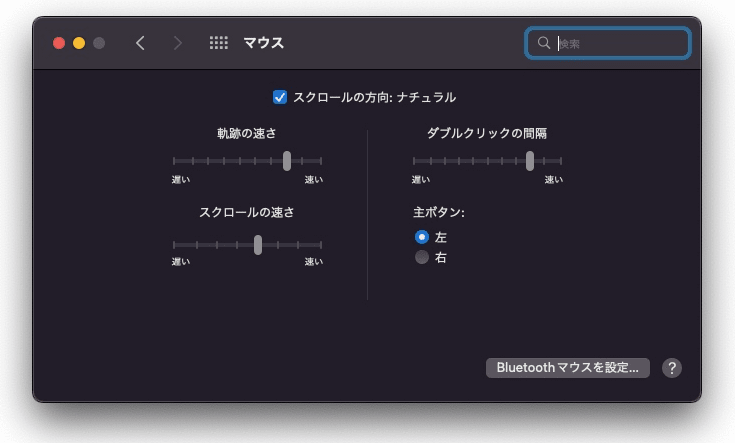 マウス
検索
スクロールの方向: ナチュラル
軌跡の速さ
遅い
速い
スクロールの速さ
遅い
速い
ダブルクリックの間隔
遅い
速い
主ボタン:
左
右
Bluetoothマウスを設定...
?